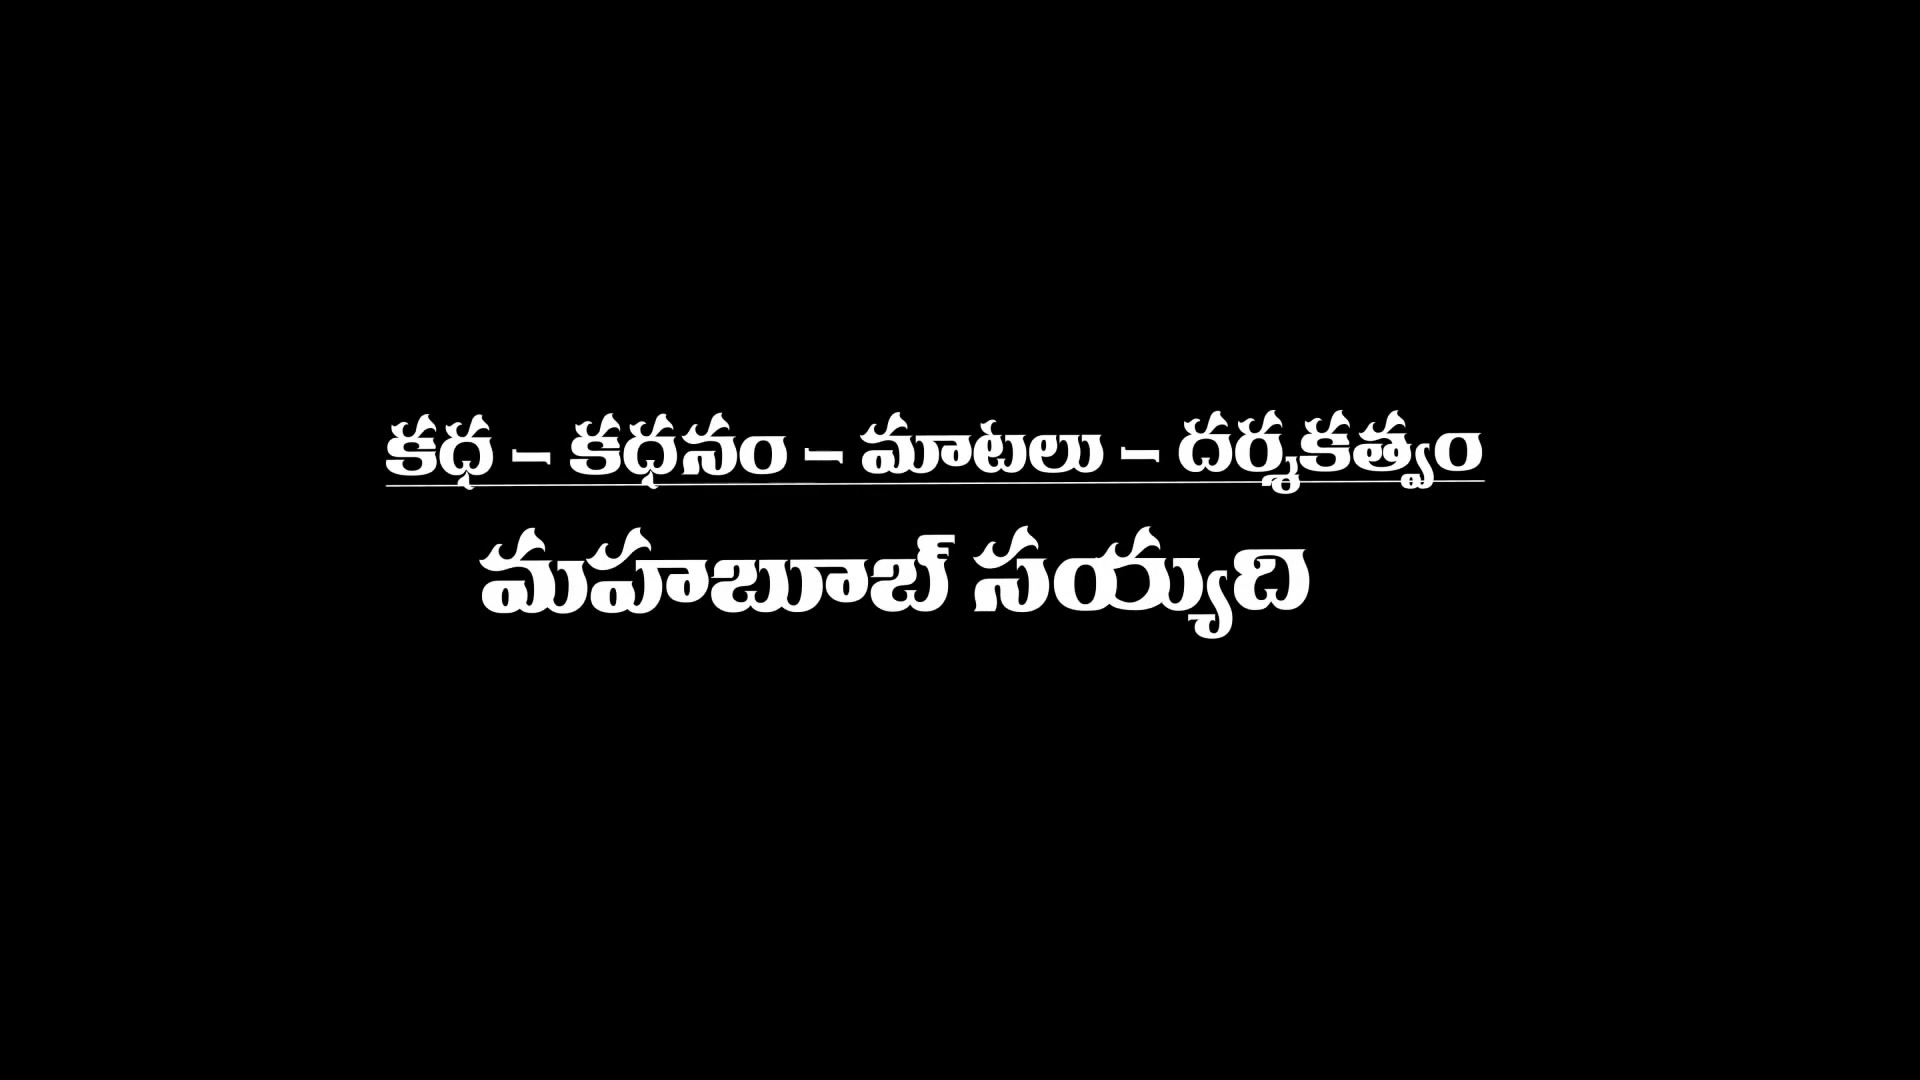 కధ – కధనం – మాటలు – దర్శకత్వం
మహబూబ్ సయ్యది